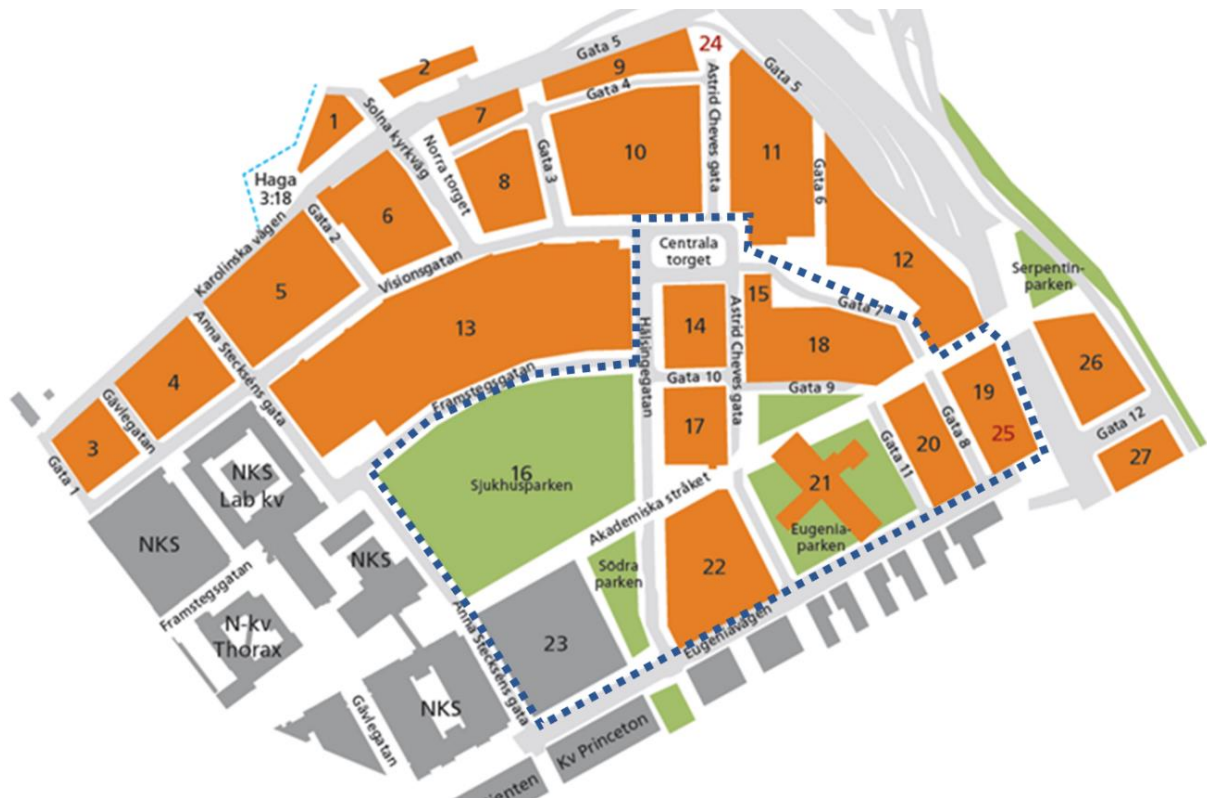 Gata 5
24
2
9
Gata 5
Gata 4
Solna kyrkväg
1
7
Astrid Cheves gata
Norra torget
Gata 3
10
11
Gata 6
Haga
3:18
8
6
Gata 2
Karolinska vägen
Visionsgatan
Centrala
torget
12
Serpentin-
parken
5
15
Gata 7
13
14
Hälsingegatan
Astrid Cheves gata
18
Anna Steckséns gata
4
Framstegsgatan
Gata 10
Gata 9
19
26
Gävlegatan
3
17
Gata 11
20
Gata 8
25
Gata 12
27
Gata 1
NKS
Lab kv
16
Sjukhusparken
21
Akademiska stråket
Eugenia-
parken
NKS
NKS
Framstegsgatan
Södra
parken
22
N-kv
Thorax
Anna Steckséns gata
23
Eugeniavägen
NKS
Gävlegatan
Kv Princeton